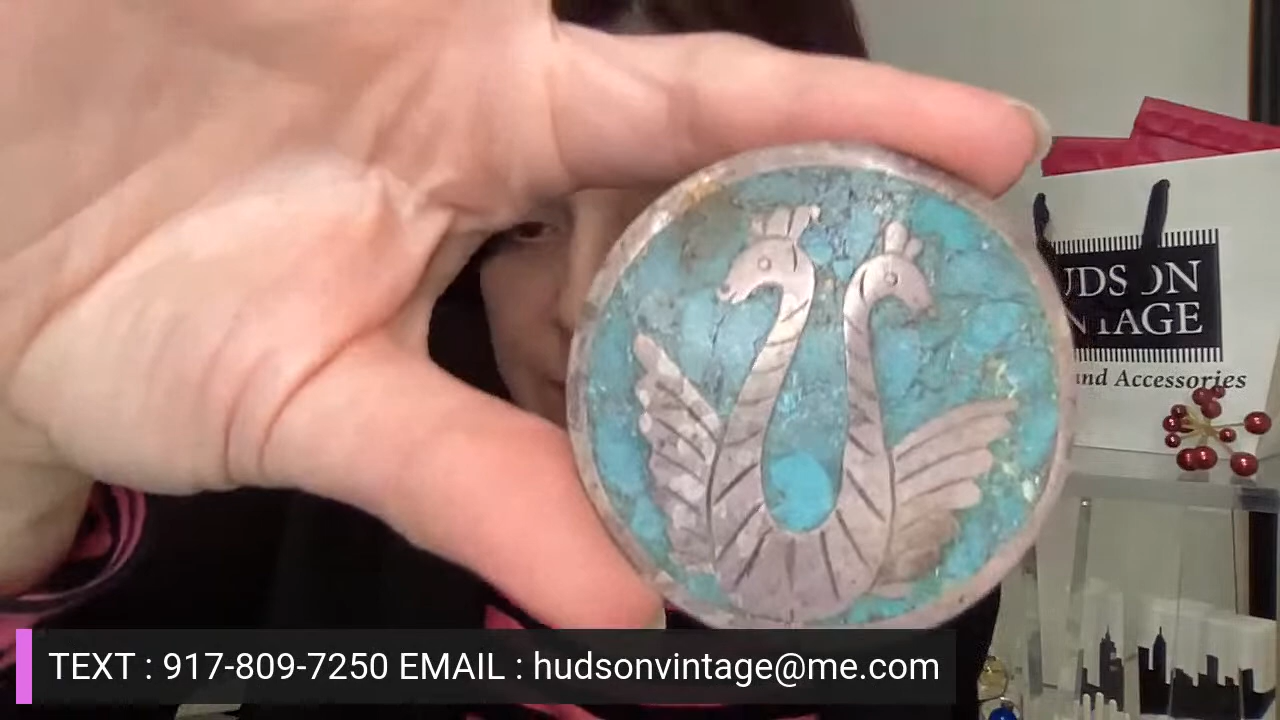 UDS ON
NTAGE
and Accessories
TEXT : 917-809-7250 EMAIL : hudsonvintage@me.com